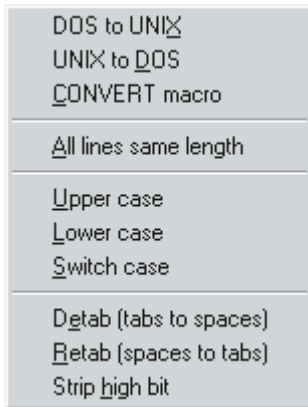 DOS to UNIX
UNIX to DOS
CONVERT macro
All lines same length
Upper case
Lower case
Switch case
Detab (tabs to spaces)
Retab (spaces to tabs)
Strip high bit